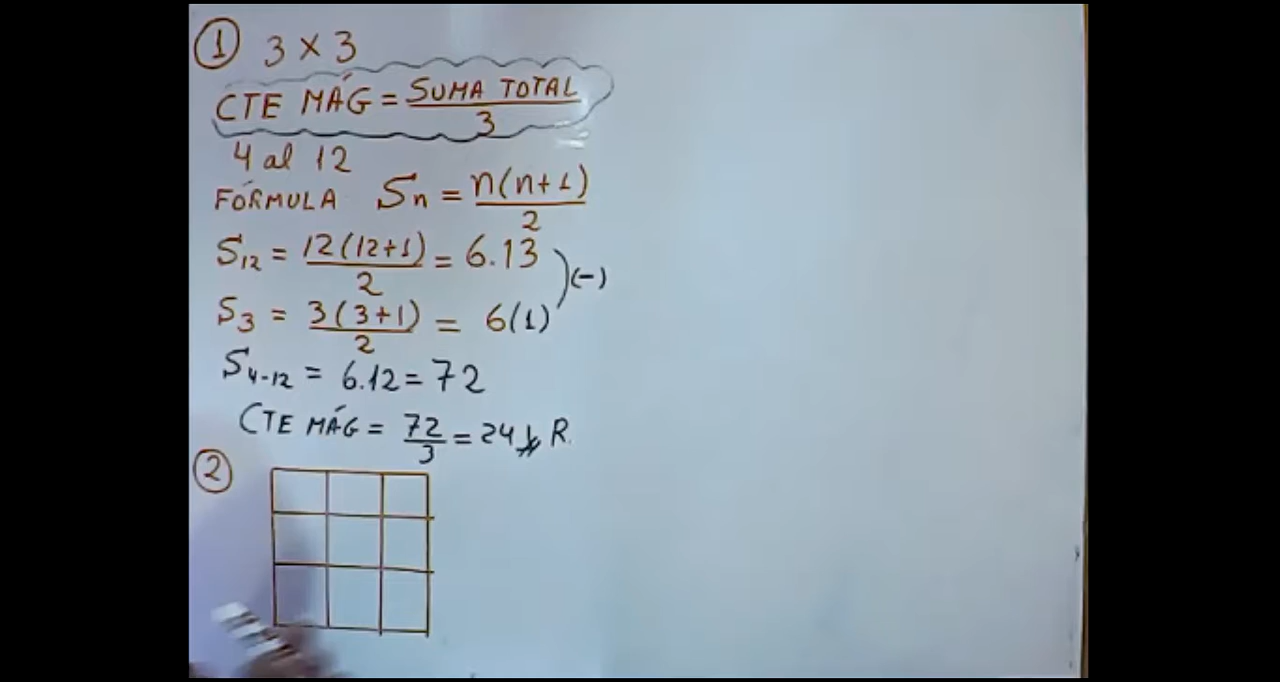 1 3 × 3
CTE MÁG = SUMA TOTAL / 3
4 al 12
FÓRMULA Sn = n(n+1) / 2
S12 = 12(12+1) / 2 = 6.13
(-)
S3 = 3(3+1) / 2 = 6(1)
S4-12 = 6.12 = 72
CTE MÁG = 72 / 3 = 24 R.
2